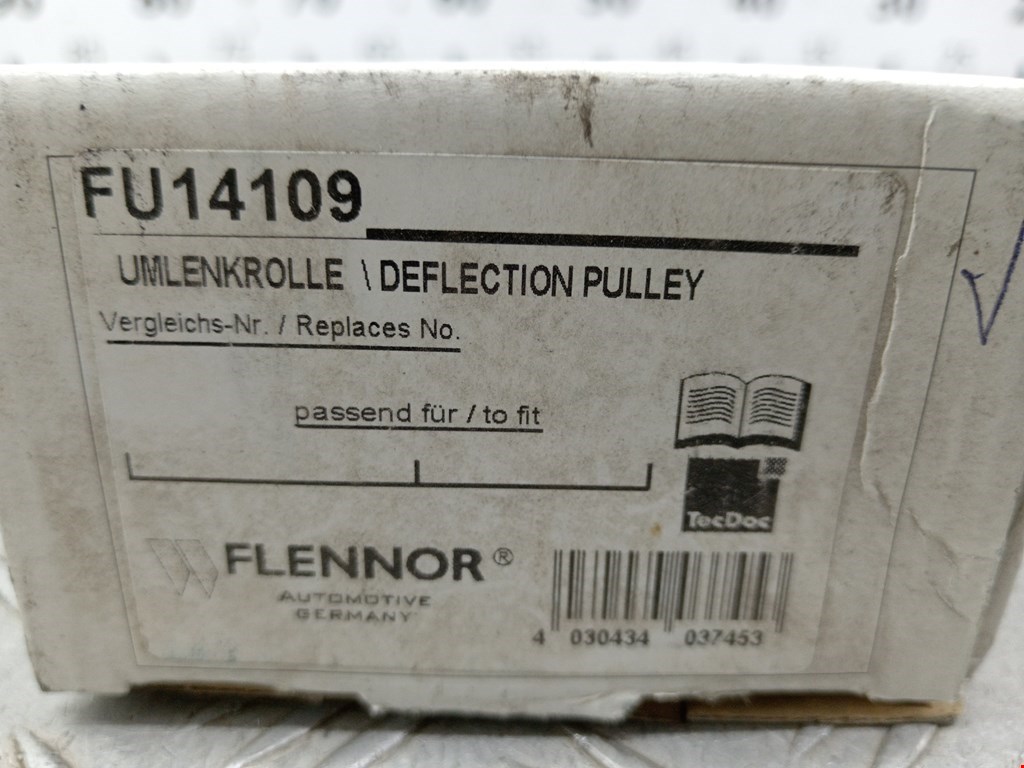 FU14109
UMLENKROLLE \ DEFLECTION PULLEY
Vergleichs-Nr. / Replaces No.
passend für / to fit
TecDoc
FLENNOR®
AUTOMOTIVE
GERMANY
4 030434 037453